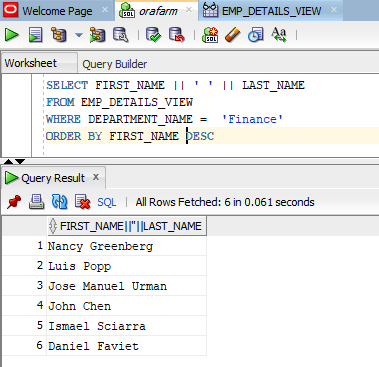 Welcome Page orafarm EMP_DETAILS_VIEW
Worksheet Query Builder
SELECT FIRST_NAME || ' ' || LAST_NAME
FROM EMP_DETAILS_VIEW
WHERE DEPARTMENT_NAME = 'Finance'
ORDER BY FIRST_NAME DESC
Query Result
SQL | All Rows Fetched: 6 in 0.061 seconds
FIRST_NAME||''||LAST_NAME
1 Nancy Greenberg
2 Luis Popp
3 Jose Manuel Urman
4 John Chen
5 Ismael Sciarra
6 Daniel Faviet